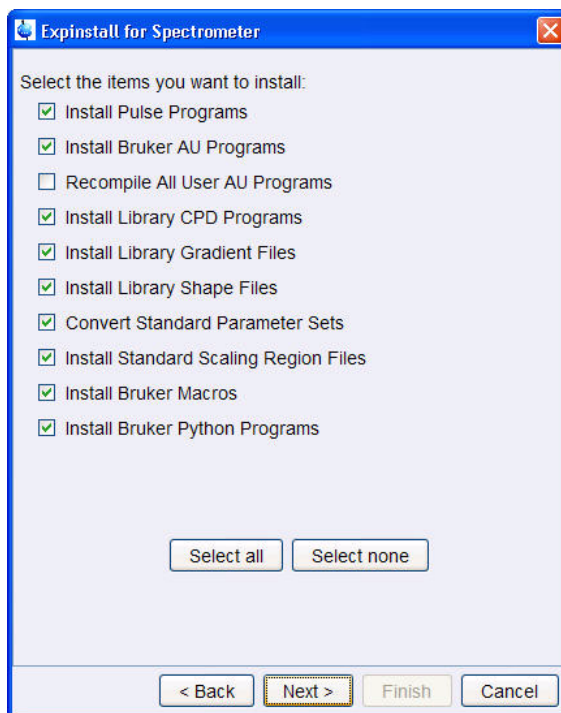 Expinstall for Spectrometer
Select the items you want to install:
Install Pulse Programs
Install Bruker AU Programs
Recompile All User AU Programs
Install Library CPD Programs
Install Library Gradient Files
Install Library Shape Files
Convert Standard Parameter Sets
Install Standard Scaling Region Files
Install Bruker Macros
Install Bruker Python Programs
Select all Select none
< Back Next > Finish Cancel